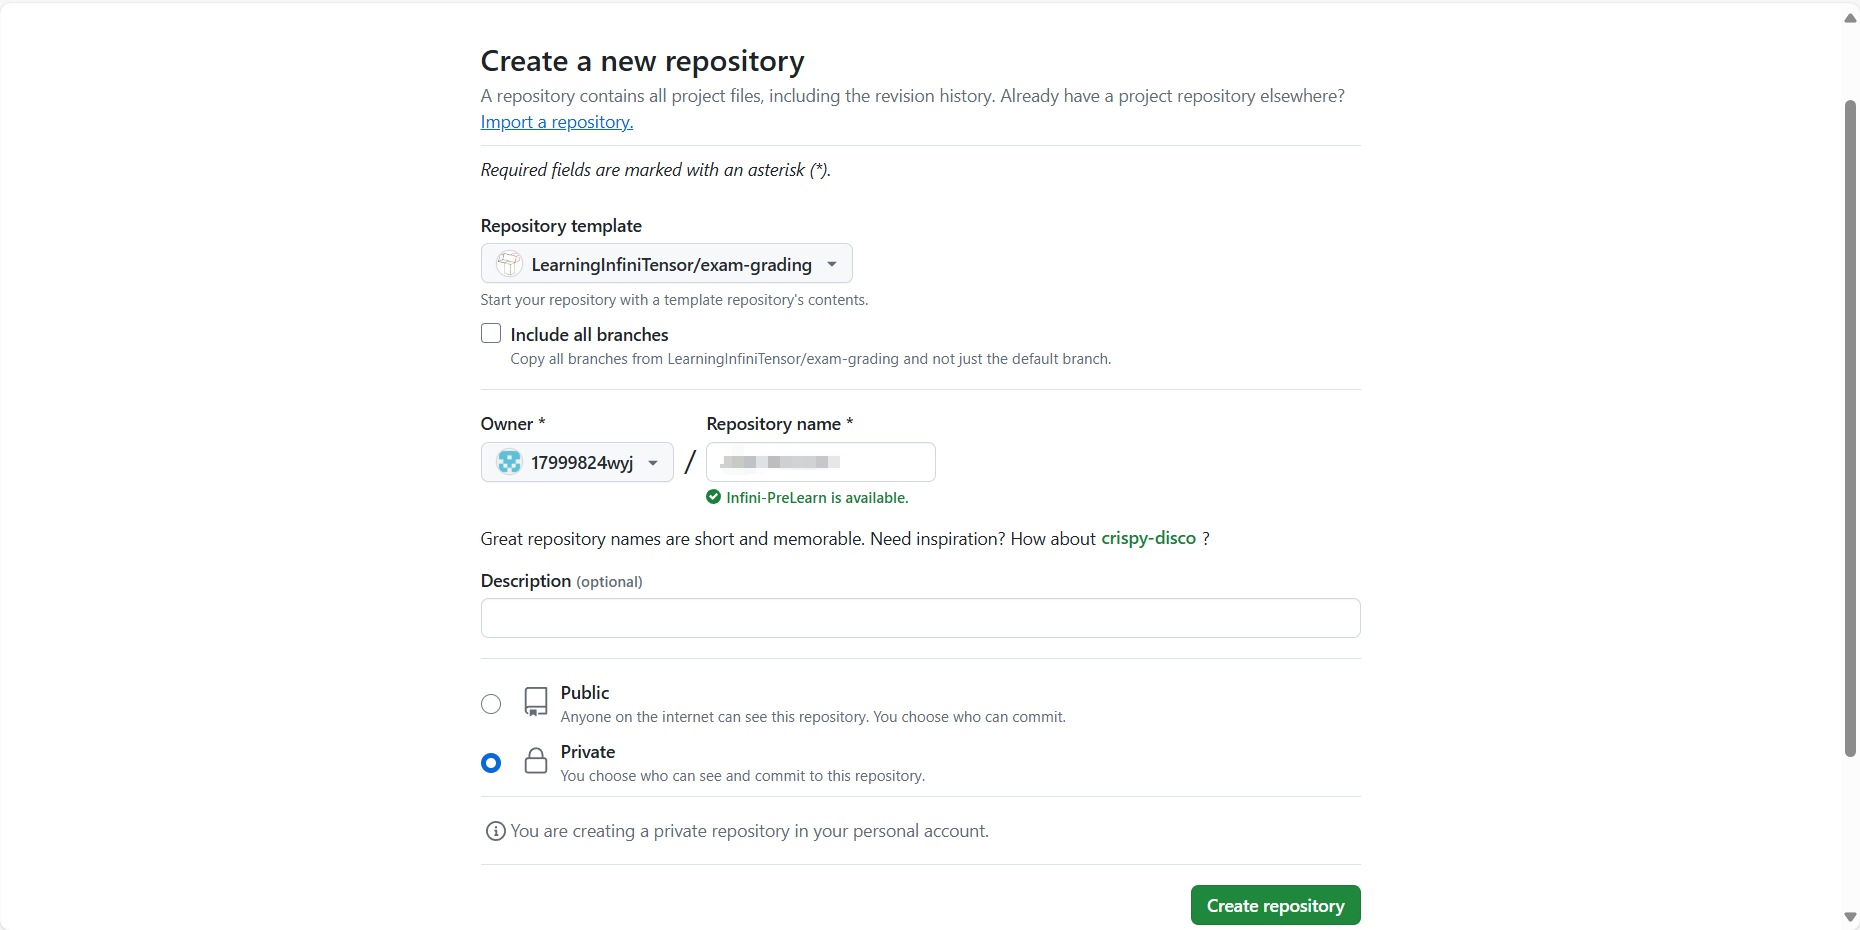 Create a new repository
A repository contains all project files, including the revision history. Already have a project repository elsewhere?
Import a repository.
Required fields are marked with an asterisk (*).
Repository template
LearningInfiniTensor/exam-grading
Start your repository with a template repository's contents.
Include all branches
Copy all branches from LearningInfiniTensor/exam-grading and not just the default branch.
Owner *
Repository name *
17999824wyj
/
Infini-PreLearn is available.
Great repository names are short and memorable. Need inspiration? How about crispy-disco ?
Description (optional)
Public
Anyone on the internet can see this repository. You choose who can commit.
Private
You choose who can see and commit to this repository.
You are creating a private repository in your personal account.
Create repository